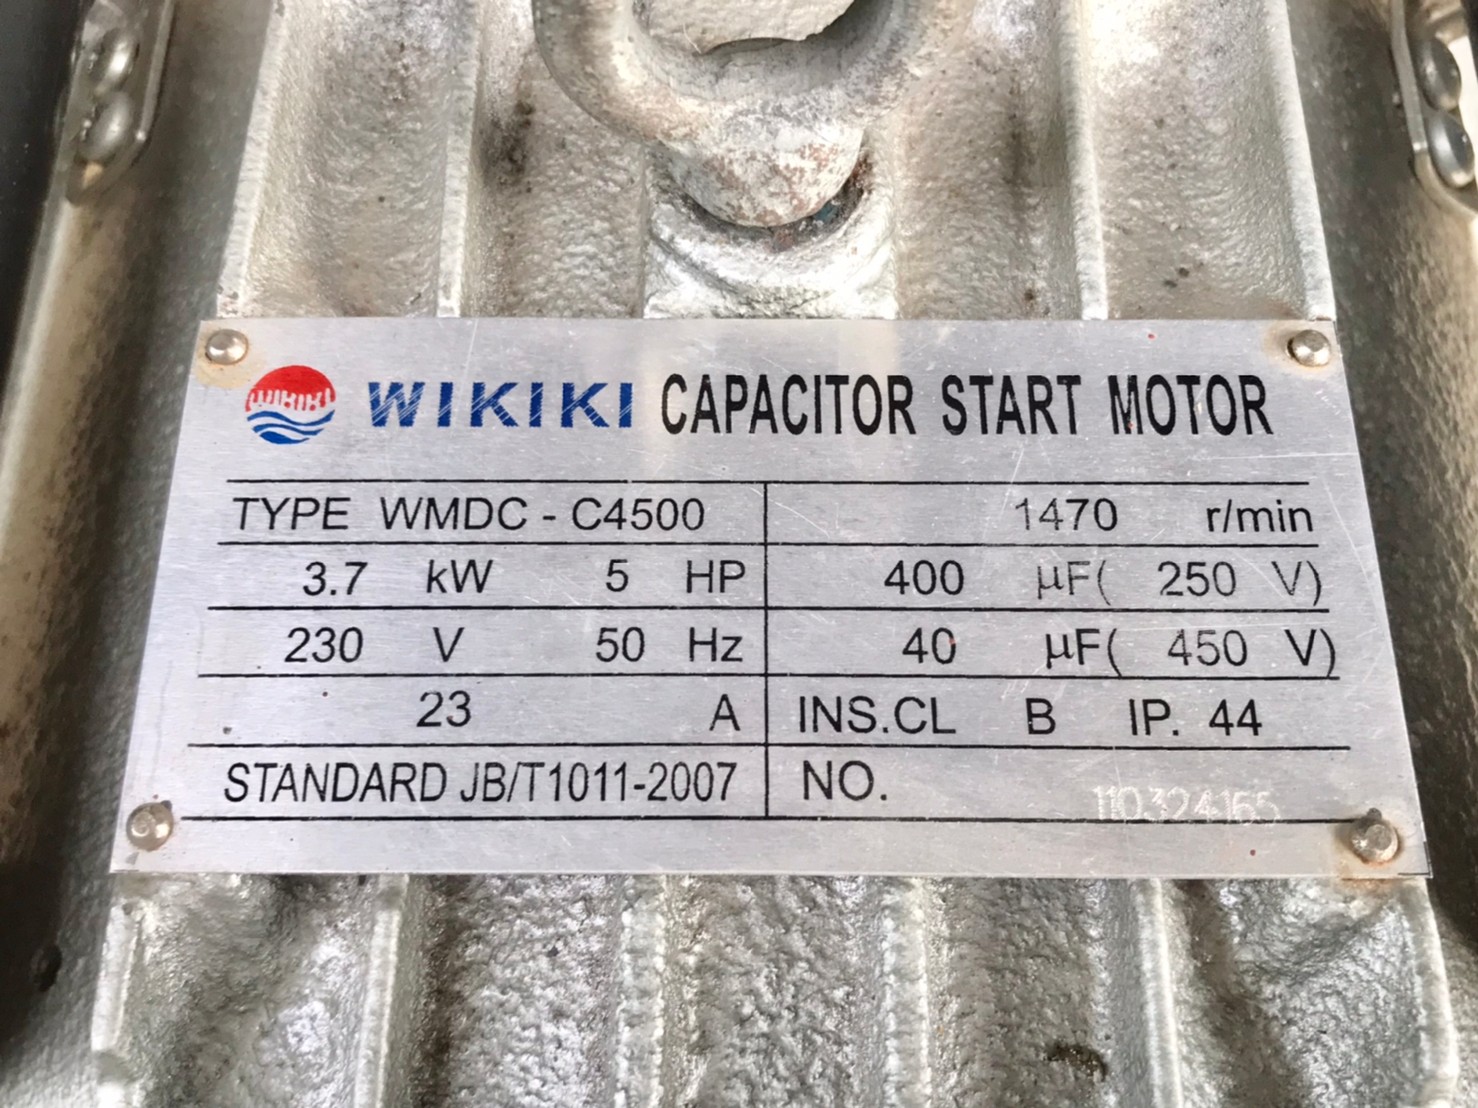 WIKIKI WIKIKI CAPACITOR START MOTOR
TYPE WMDC - C4500 1470 r/min
3.7 kW 5 HP 400 µF( 250 V)
230 V 50 Hz 40 µF( 450 V)
23 A INS.CL B IP. 44
STANDARD JB/T1011-2007 NO. 110324165